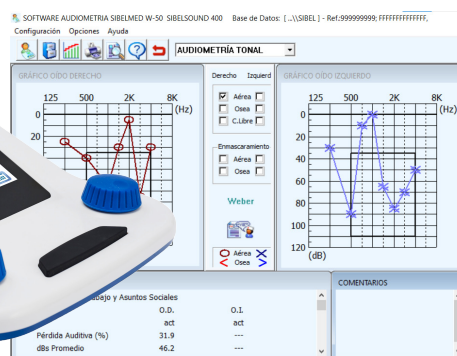 SOFTWARE AUDIOMETRIA SIBELMED W-50 SIBELSOUND 400 Base de Datos: [ ..\\SIBEL ] - Ref:999999999; FFFFFFFFFFFFFF,
Configuración Opciones Ayuda
AUDIOMETRÍA TONAL
GRÁFICO OÍDO DERECHO
125 500 2K 8K
(Hz)
0
20
Derecho Izquierd
Aérea
Osea
C.Libre
Enmascaramiento
Aérea
Osea
Weber
O Aérea X
< Osea >
GRÁFICO OÍDO IZQUIERDO
125 500 2K 8K
(Hz)
0
20
40
60
80
100
120
(dB)
bajo y Asuntos Sociales
O.D. O.I.
act act
Pérdida Auditiva (%) 31.9 ---
dBs Promedio 46.2 ---
COMENTARIOS